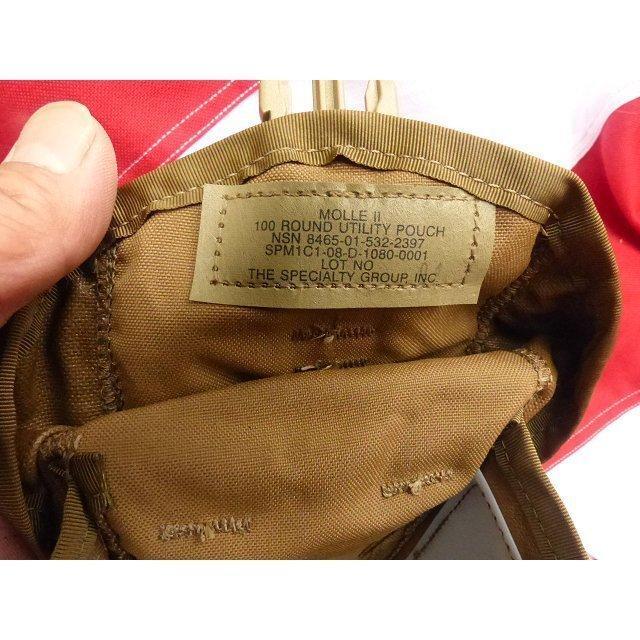 MOLLE II
100 ROUND UTILITY POUCH
NSN 8465-01-532-2397
SPM1C1-08-D-1080-0001
LOT NO
THE SPECIALTY GROUP, INC